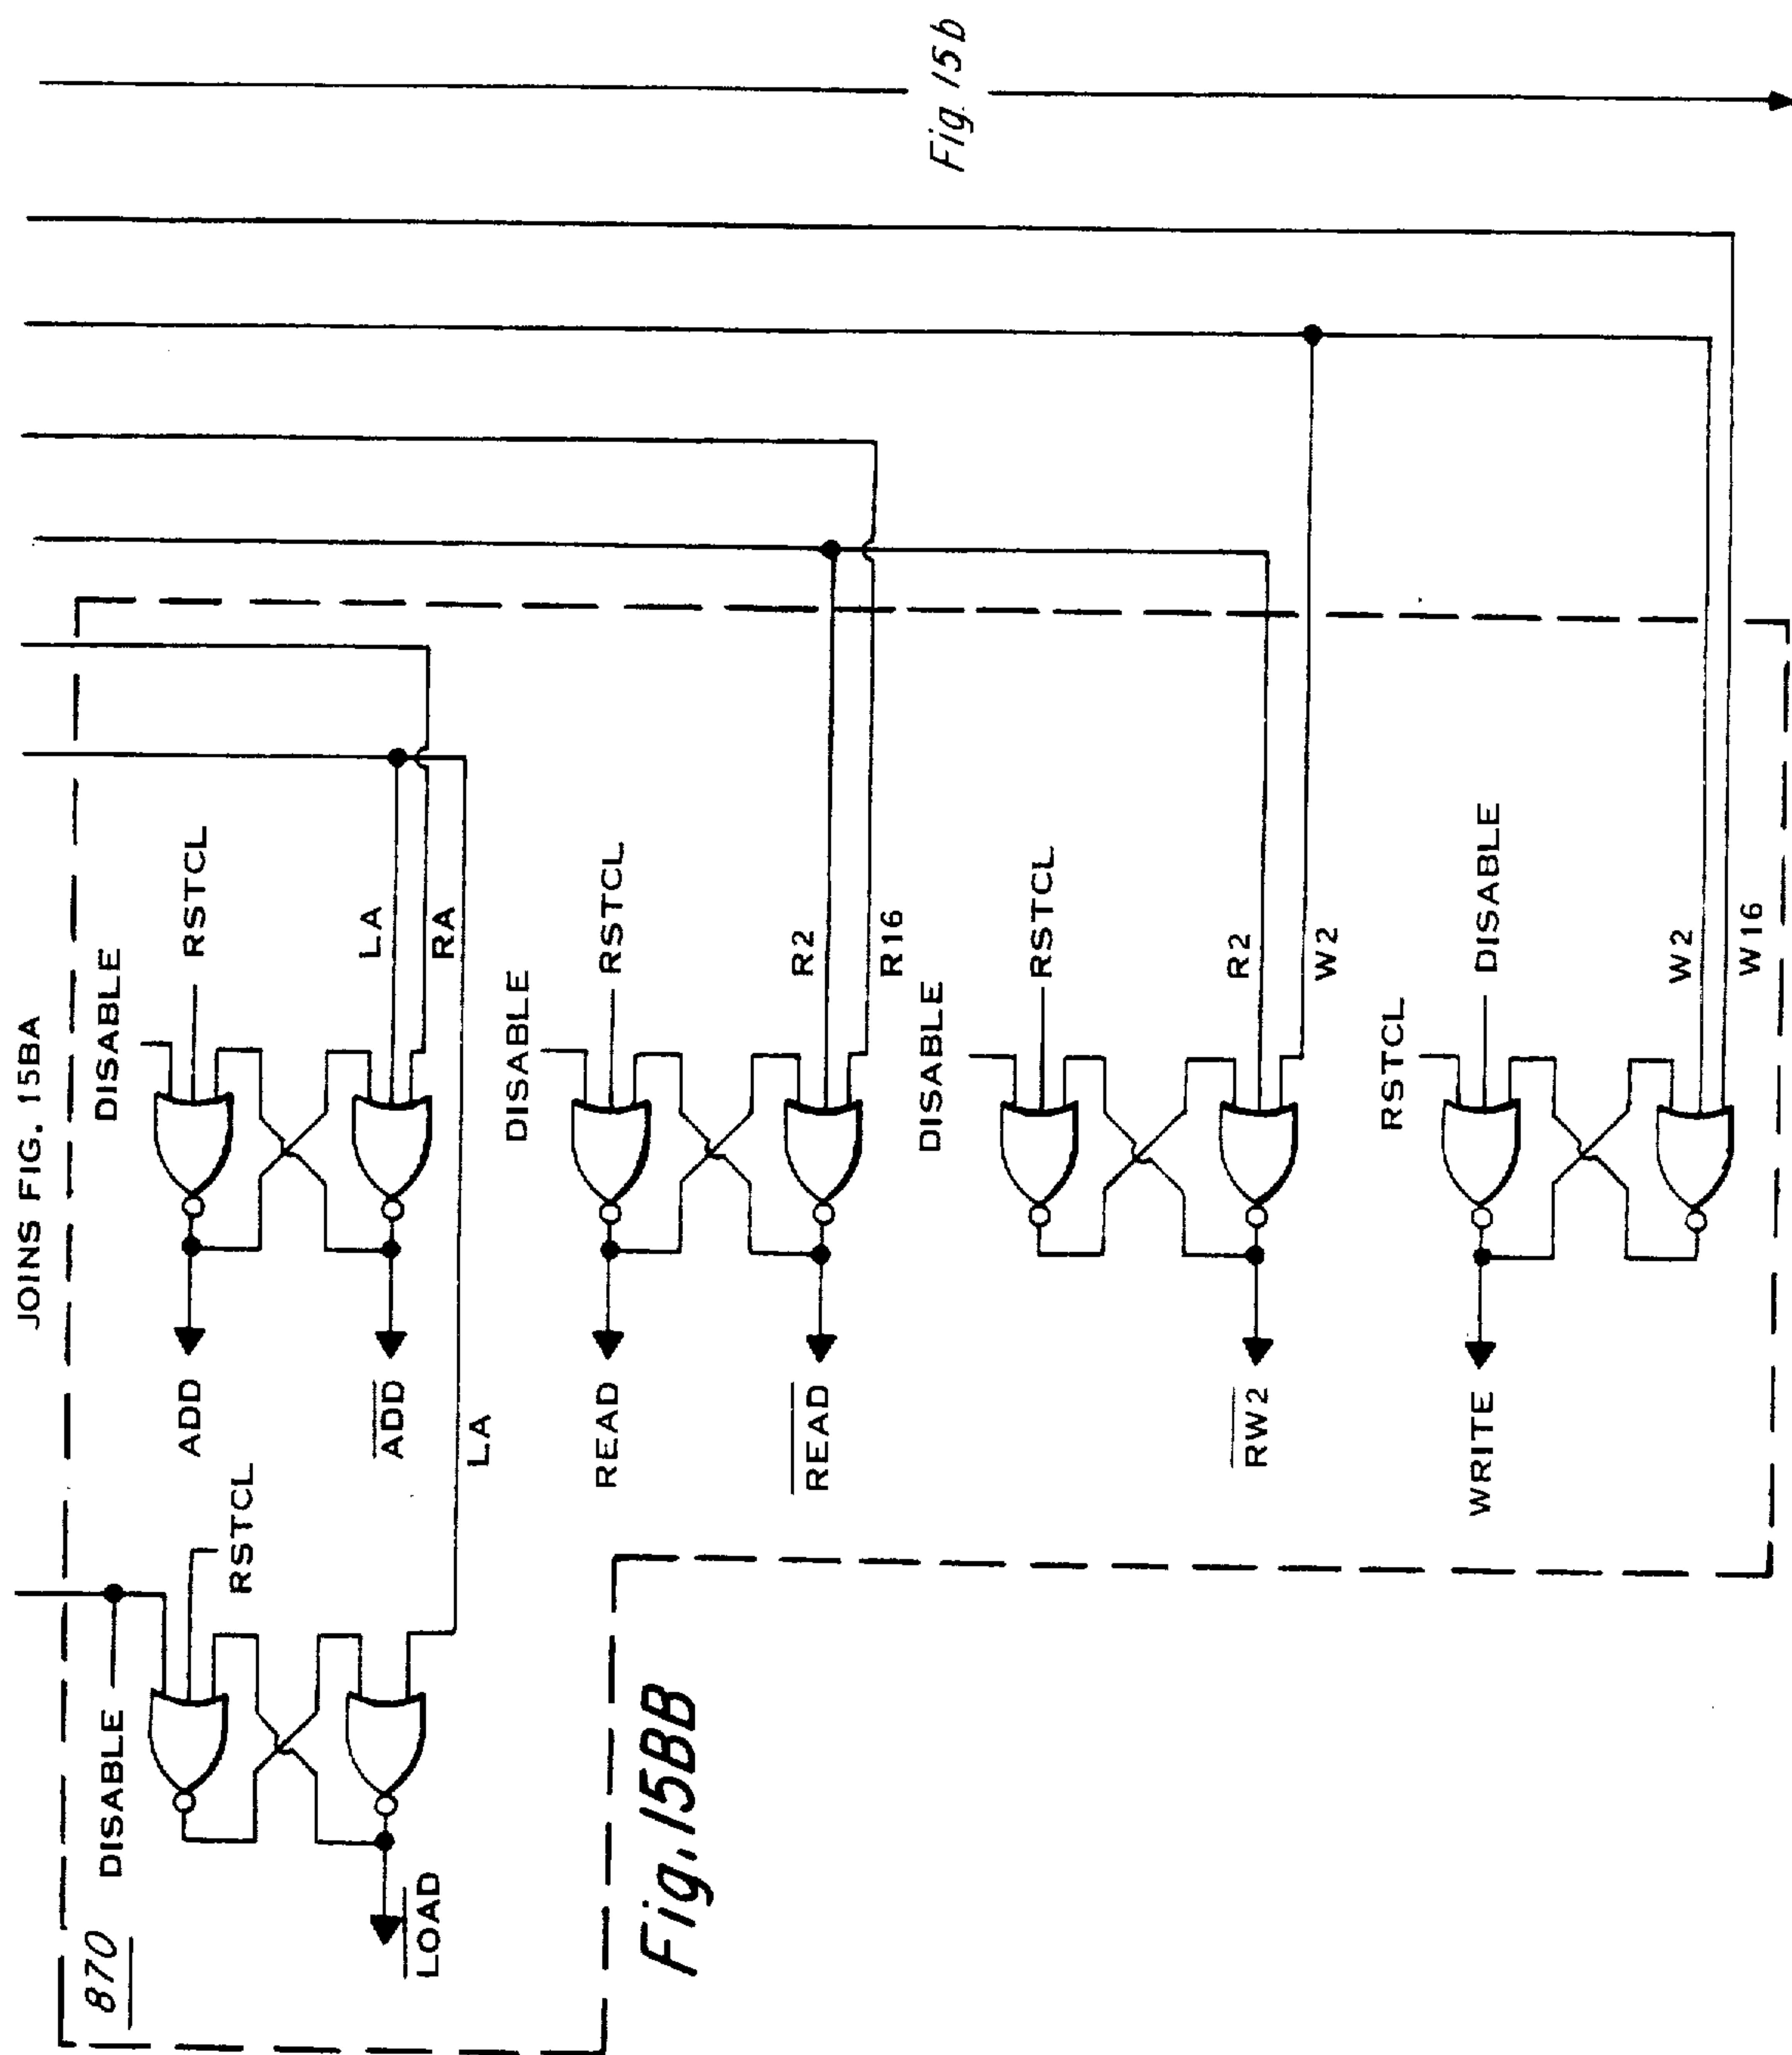 JOINS FIG. 15BA
870
DISABLE
RSTCL
LOAD
LA
DISABLE
RSTCL
ADD
LA
RA
ADD
DISABLE
RSTCL
READ
R2
R16
READ
DISABLE
RSTCL
R2
W2
RW2
RSTCL
DISABLE
WRITE
W2
W16
Fig. 15BB
Fig. 15b